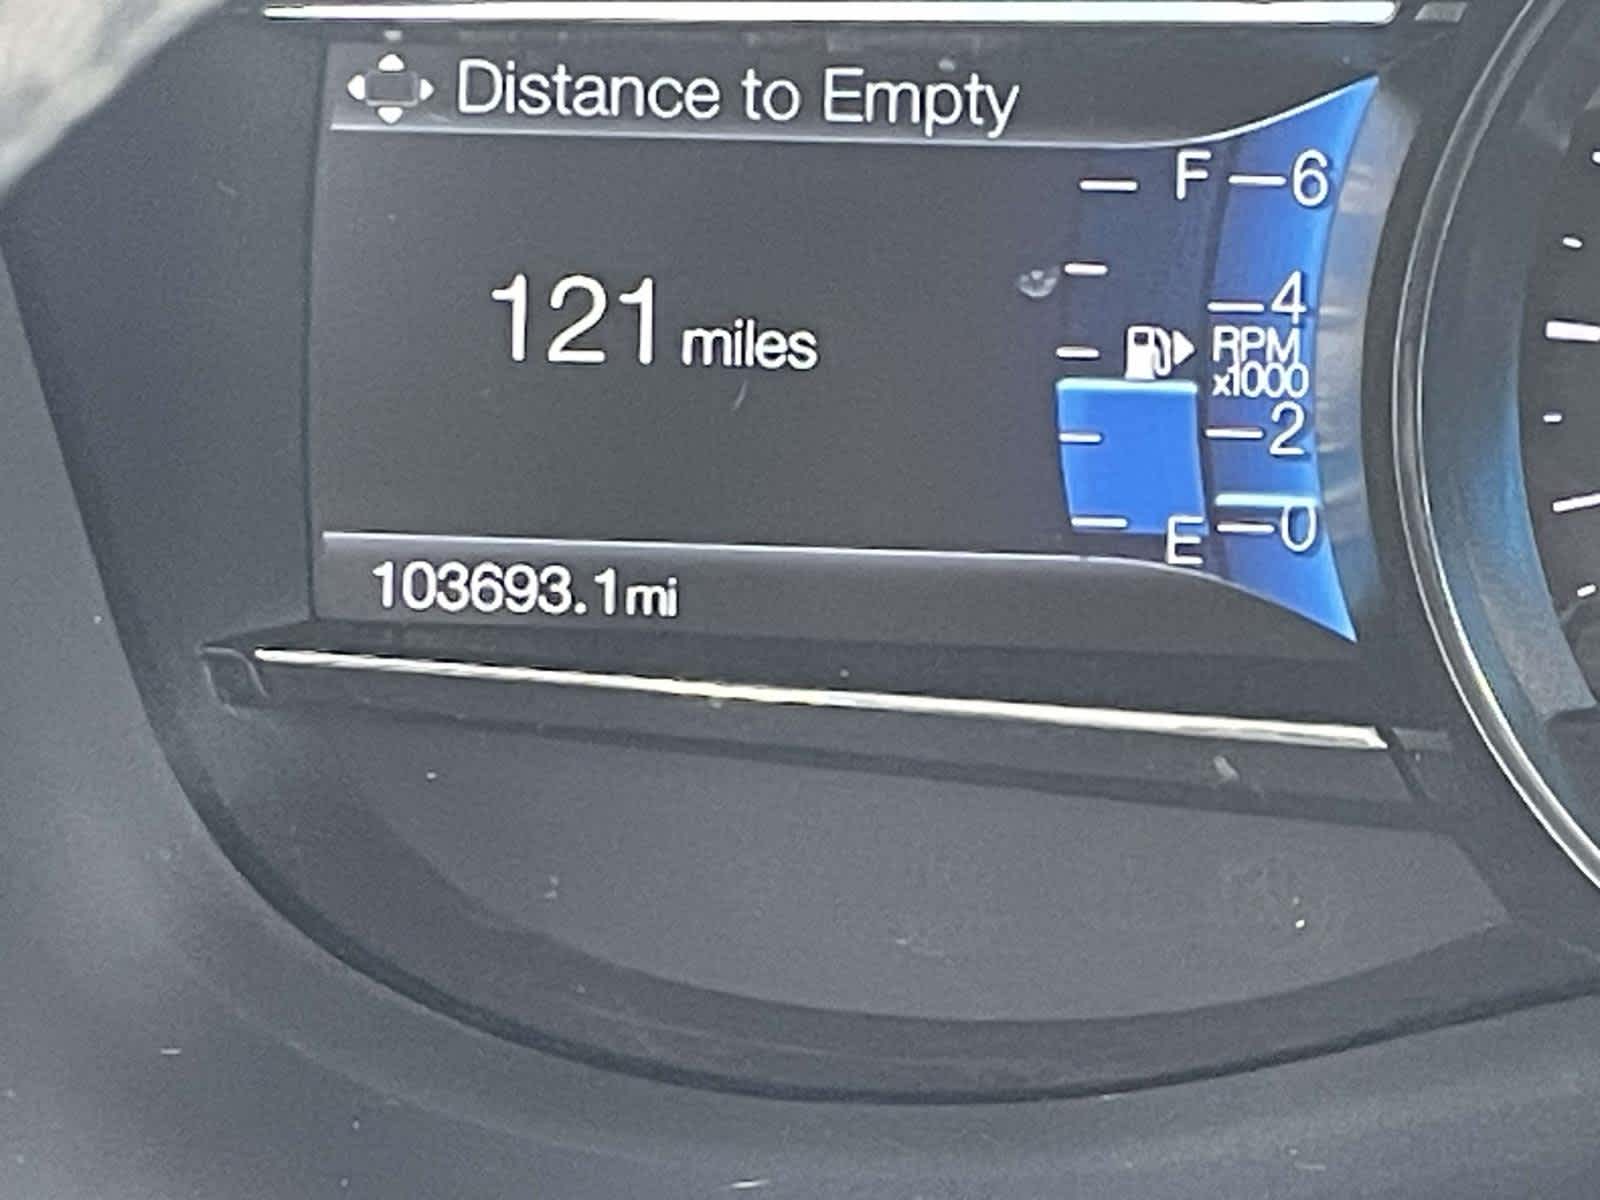 Distance to Empty
F 6
4
121 miles
RPM
x1000
2
E 0
103693.1mi